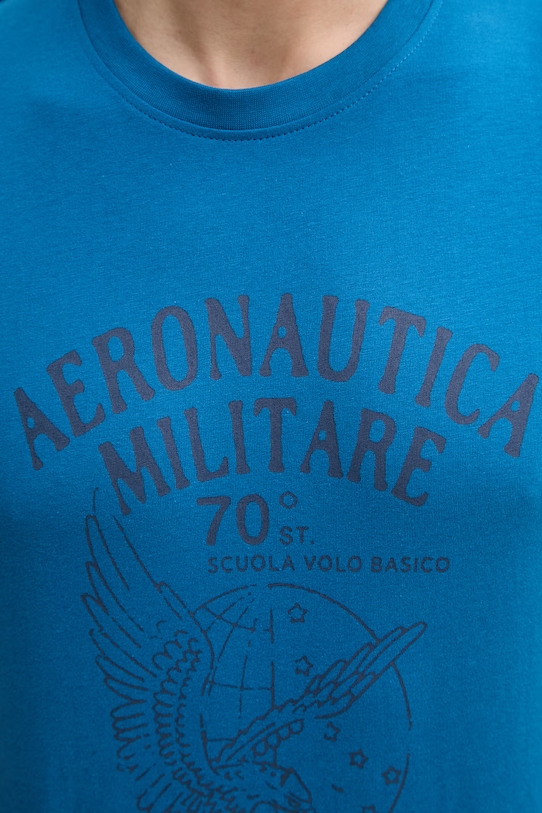 AERONAUTICA
MILITARE
70° ST.
SCUOLA VOLO BASICO